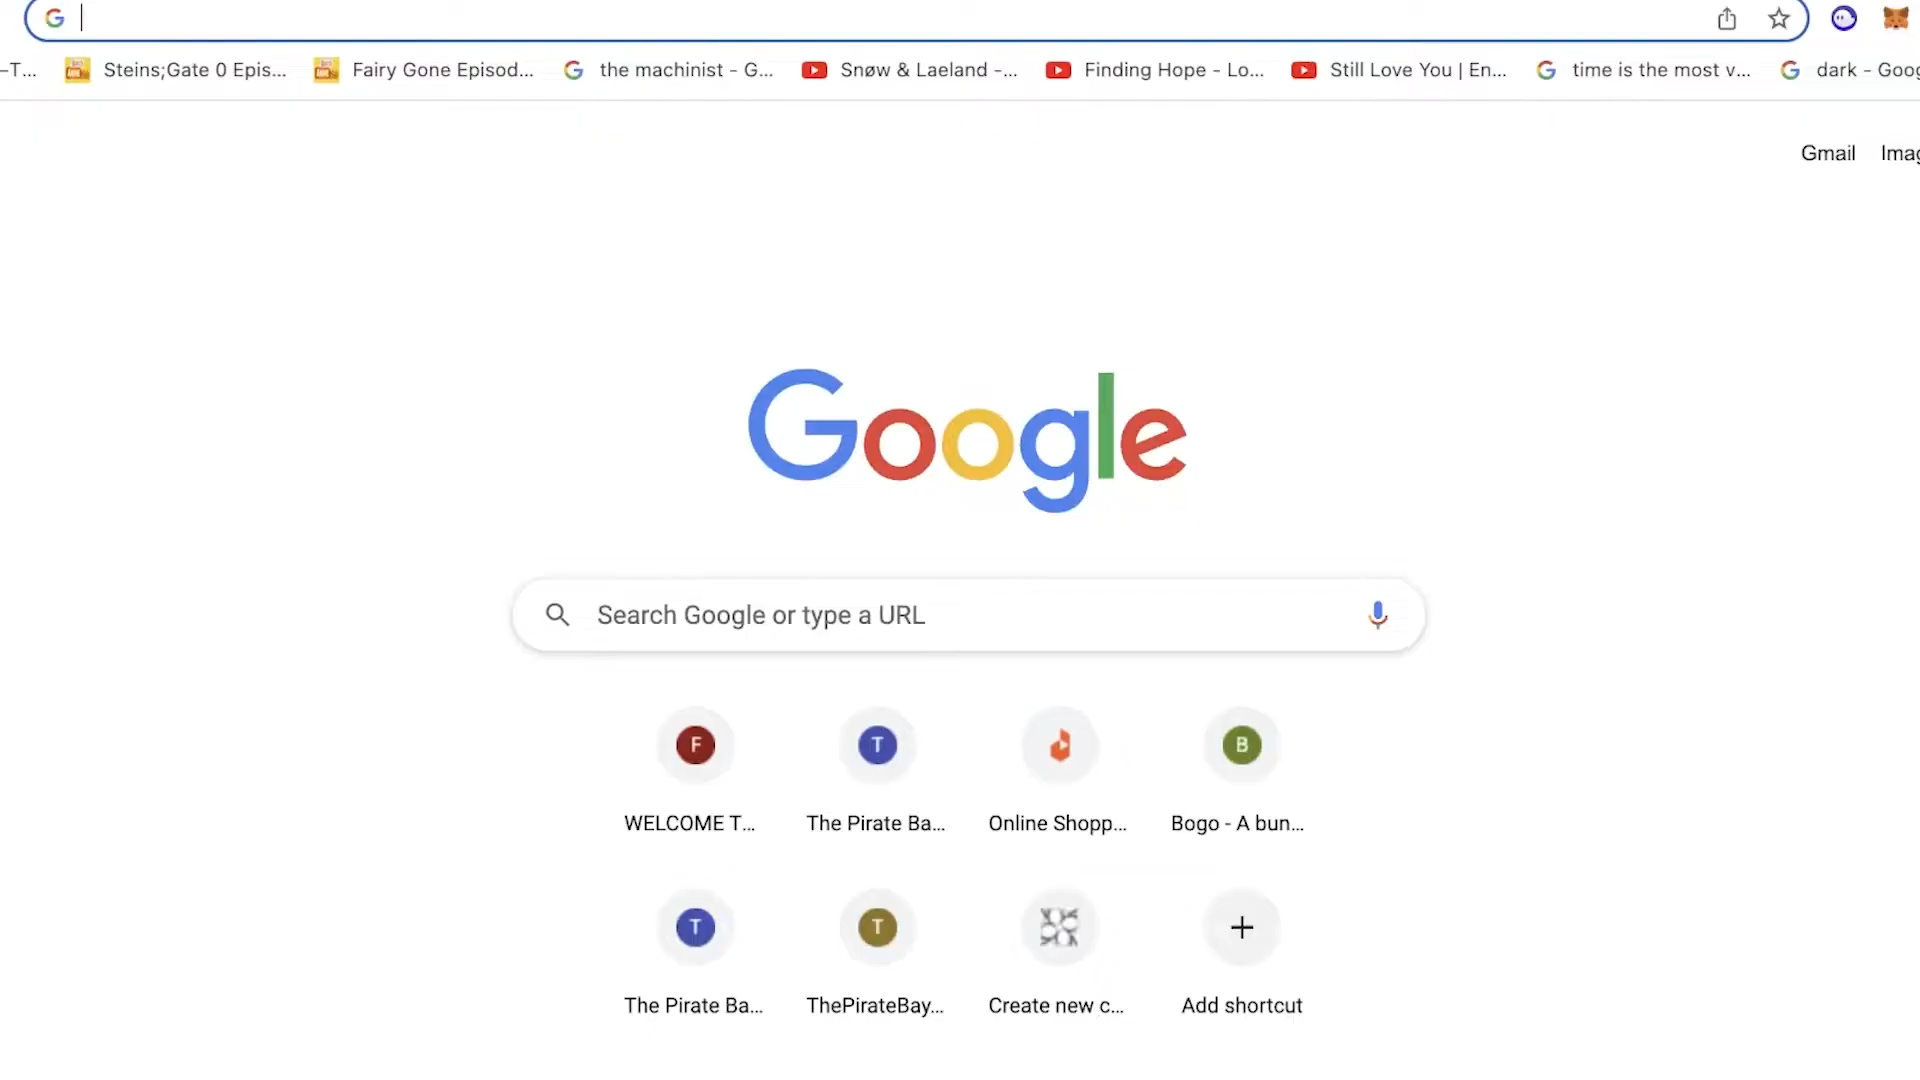 -T... Steins;Gate 0 Epis... Fairy Gone Episod... the machinist - G... Snøw & Laeland -... Finding Hope - Lo... Still Love You | En... time is the most v... dark - Goog
Gmail Imag
Google
Search Google or type a URL
F T B
WELCOME T... The Pirate Ba... Online Shopp... Bogo - A bun...
T T
The Pirate Ba... ThePirateBay... Create new c... Add shortcut